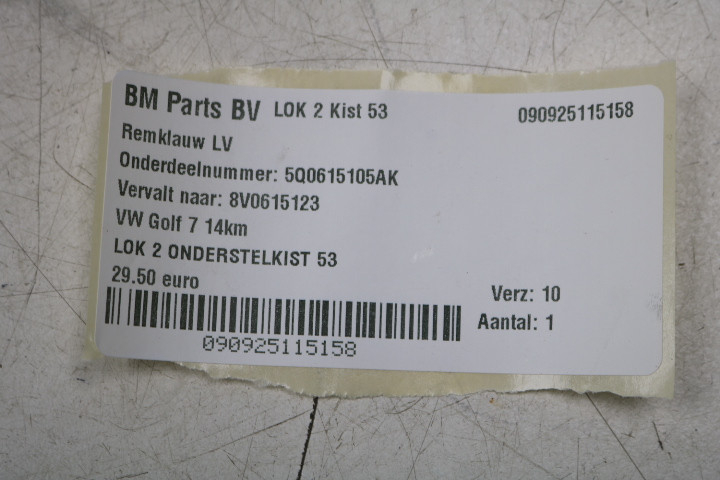 BM Parts BV LOK 2 Kist 53 090925115158
Remklauw LV
Onderdeelnummer: 5Q0615105AK
Vervalt naar: 8V0615123
VW Golf 7 14km
LOK 2 ONDERSTELKIST 53
29.50 euro
Verz: 10
Aantal: 1
090925115158